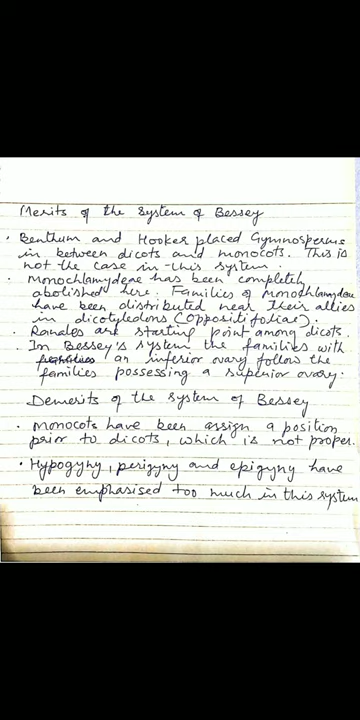 Merits of the System of Bessey
• Benthum and Hooker placed Gymnosperms
in between dicots and monocots. This is
not the case in this system.
• Monochlamydeae has been completely
abolished here. Families of Monochlamydeae
have been distributed near their allies
in dicotyledons (Oppositifoliae).
• Ranales are starting point among dicots.
• In Bessey's system the families with
an inferior ovary follow the
families possessing a superior ovary.
Demerits of the System of Bessey
• Monocots have been assign a position
prior to dicots, which is not proper.
• Hypogyny, perigyny and epigyny have
been emphasised too much in this system